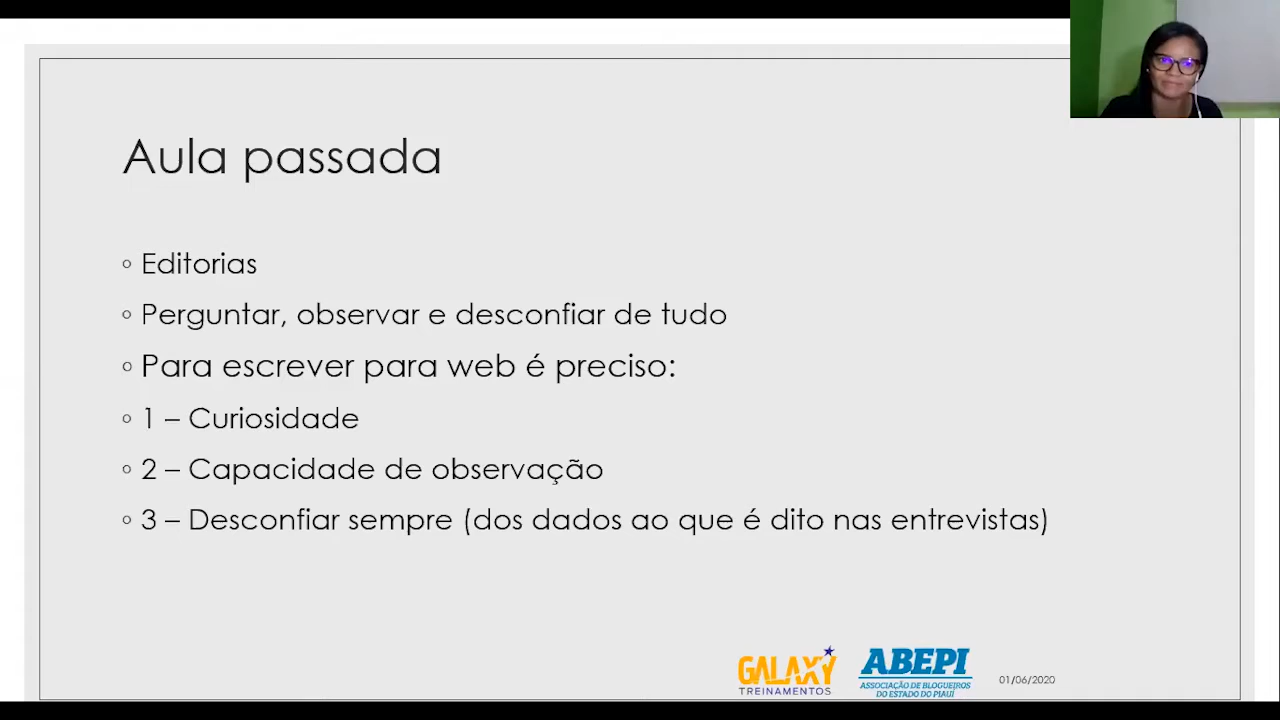 Aula passada
Editorias
Perguntar, observar e desconfiar de tudo
Para escrever para web é preciso:
1 – Curiosidade
2 – Capacidade de observação
3 – Desconfiar sempre (dos dados ao que é dito nas entrevistas)
GALAXY
TREINAMENTOS
ABEPI
ASSOCIAÇÃO DE BLOGUEIROS
DO ESTADO DO PIAUÍ
01/06/2020